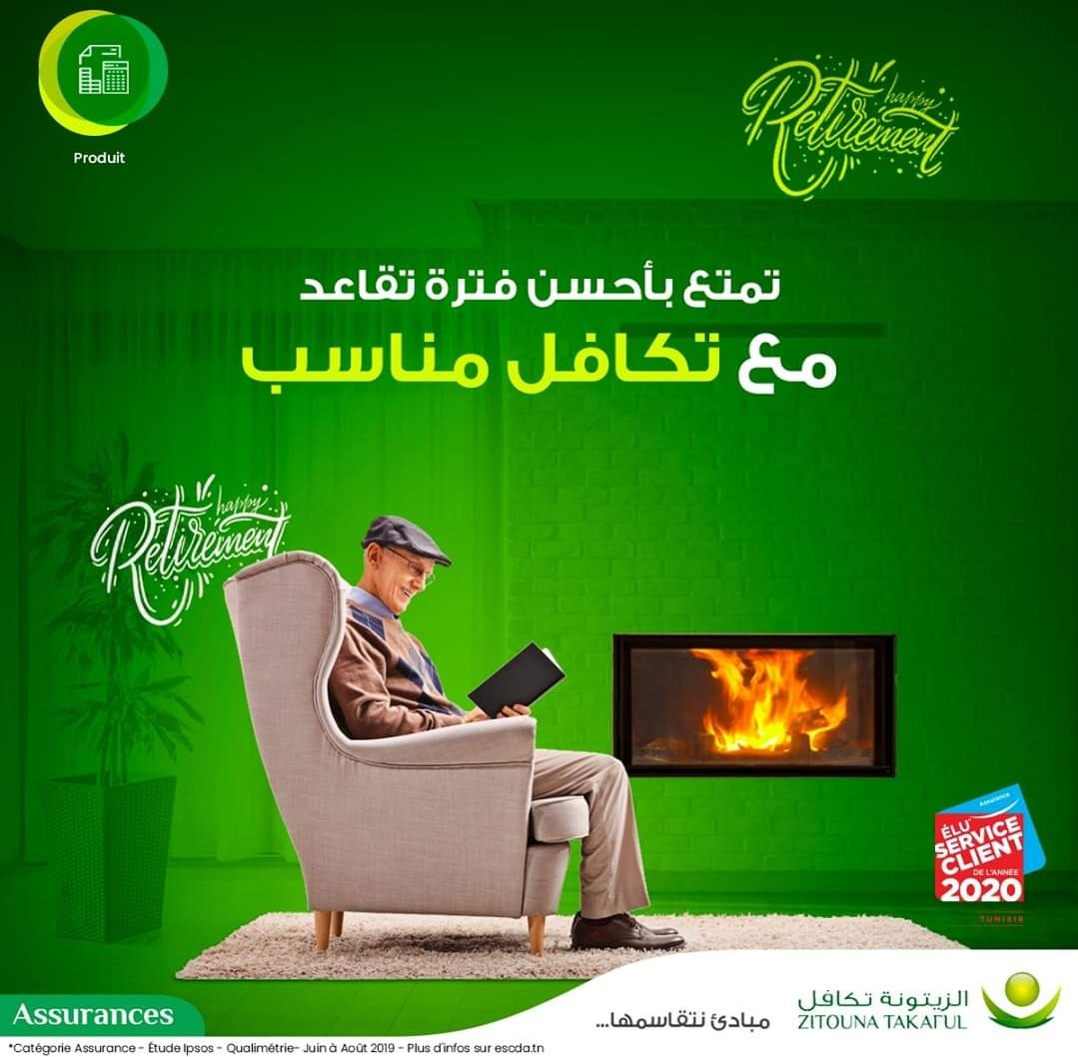 Produit
happy
Retirement
تمتع بأحسن فترة تقاعد
مع تكافل مناسب
happy
Retirement
Assurance
ÉLU*
SERVICE
CLIENT
DE L'ANNÉE
2020
TUNISIE
الزيتونة تكافل
ZITOUNA TAKAFUL
مبادئ نتقاسمها...
Assurances
*Catégorie Assurance - Étude Ipsos - Qualimétrie- Juin à Août 2019 - Plus d'infos sur escda.tn